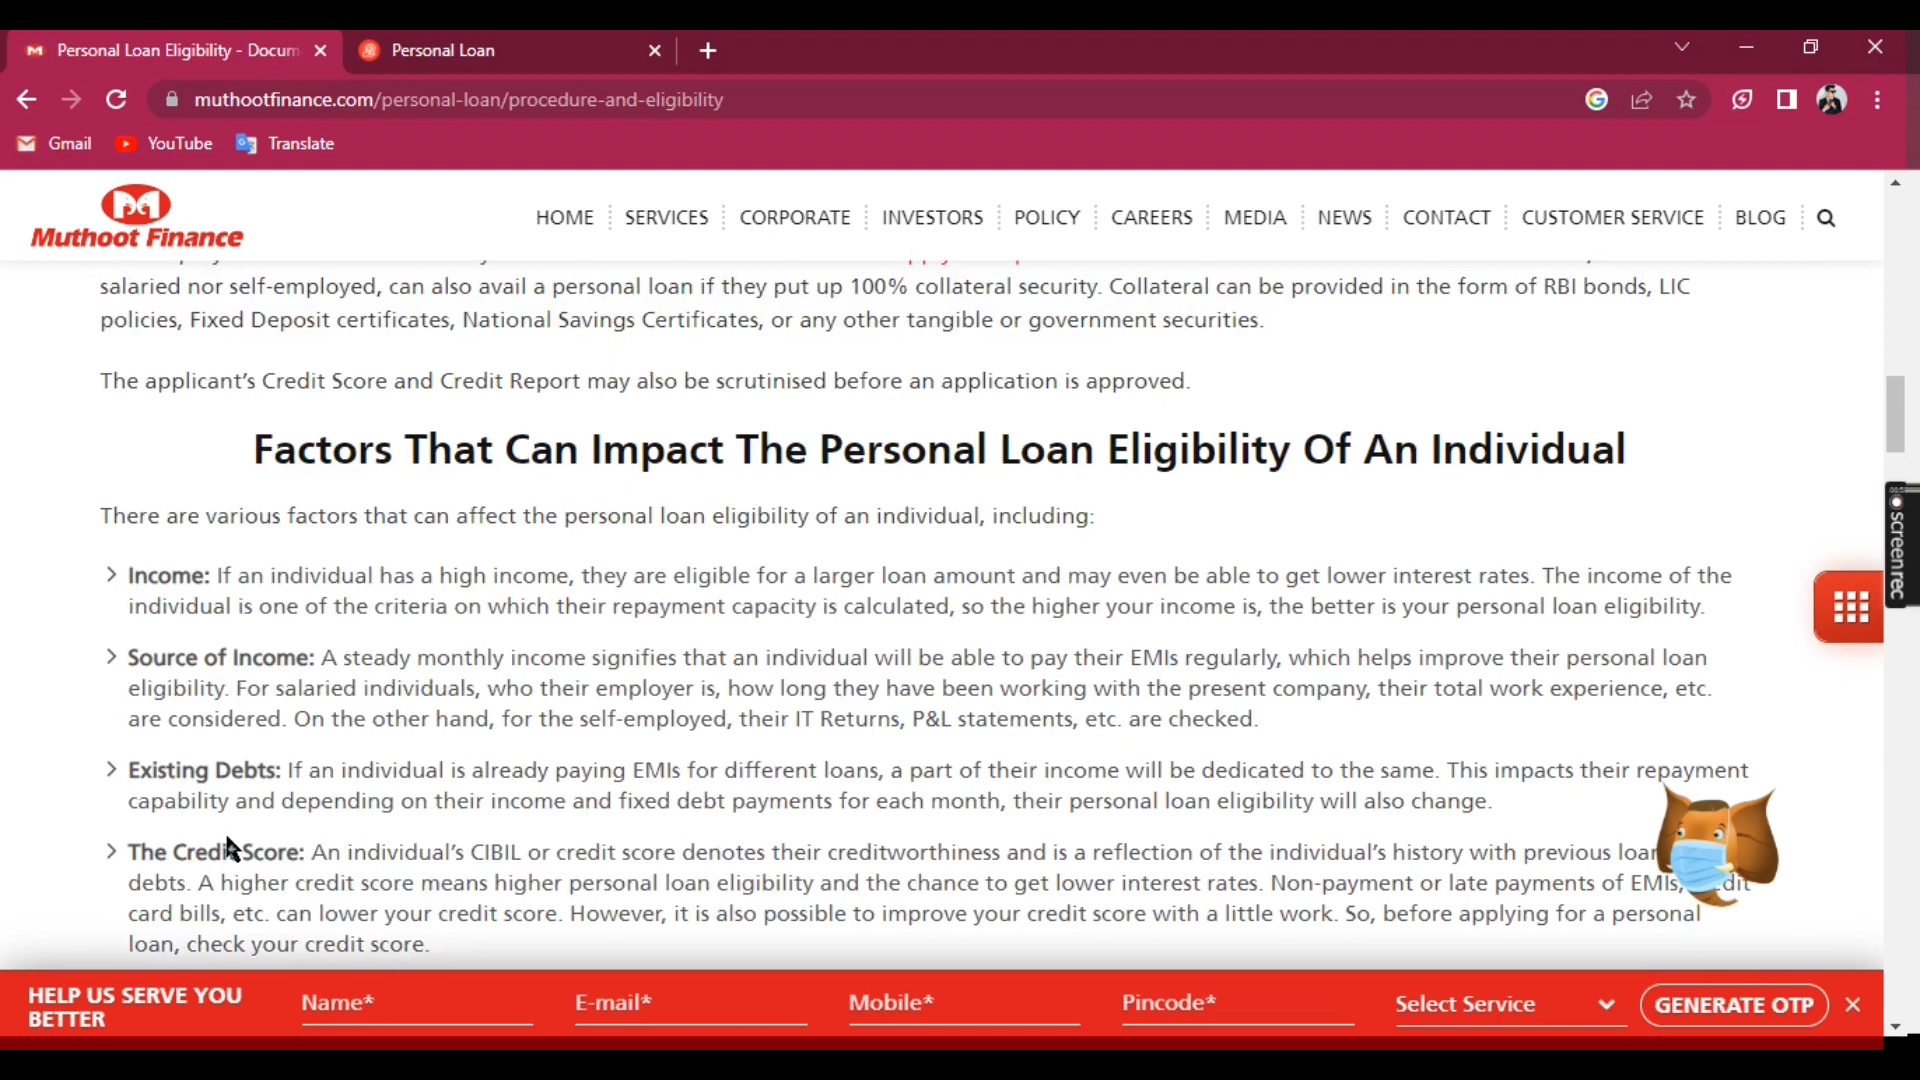 Personal Loan Eligibility - Docum
Personal Loan
muthootfinance.com/personal-loan/procedure-and-eligibility
Gmail
YouTube
Translate
Muthoot Finance
HOME
SERVICES
CORPORATE
INVESTORS
POLICY
CAREERS
MEDIA
NEWS
CONTACT
CUSTOMER SERVICE
BLOG
salaried nor self-employed, can also avail a personal loan if they put up 100% collateral security. Collateral can be provided in the form of RBI bonds, LIC
policies, Fixed Deposit certificates, National Savings Certificates, or any other tangible or government securities.
The applicant's Credit Score and Credit Report may also be scrutinised before an application is approved.
Factors That Can Impact The Personal Loan Eligibility Of An Individual
There are various factors that can affect the personal loan eligibility of an individual, including:
Income: If an individual has a high income, they are eligible for a larger loan amount and may even be able to get lower interest rates. The income of the
individual is one of the criteria on which their repayment capacity is calculated, so the higher your income is, the better is your personal loan eligibility.
Source of Income: A steady monthly income signifies that an individual will be able to pay their EMIs regularly, which helps improve their personal loan
eligibility. For salaried individuals, who their employer is, how long they have been working with the present company, their total work experience, etc.
are considered. On the other hand, for the self-employed, their IT Returns, P&L statements, etc. are checked.
Existing Debts: If an individual is already paying EMIs for different loans, a part of their income will be dedicated to the same. This impacts their repayment
capability and depending on their income and fixed debt payments for each month, their personal loan eligibility will also change.
The Credit Score: An individual's CIBIL or credit score denotes their creditworthiness and is a reflection of the individual's history with previous loan
debts. A higher credit score means higher personal loan eligibility and the chance to get lower interest rates. Non-payment or late payments of EMIs,
card bills, etc. can lower your credit score. However, it is also possible to improve your credit score with a little work. So, before applying for a personal
loan, check your credit score.
screenrec
HELP US SERVE YOU
BETTER
Name*
E-mail*
Mobile*
Pincode*
Select Service
GENERATE OTP